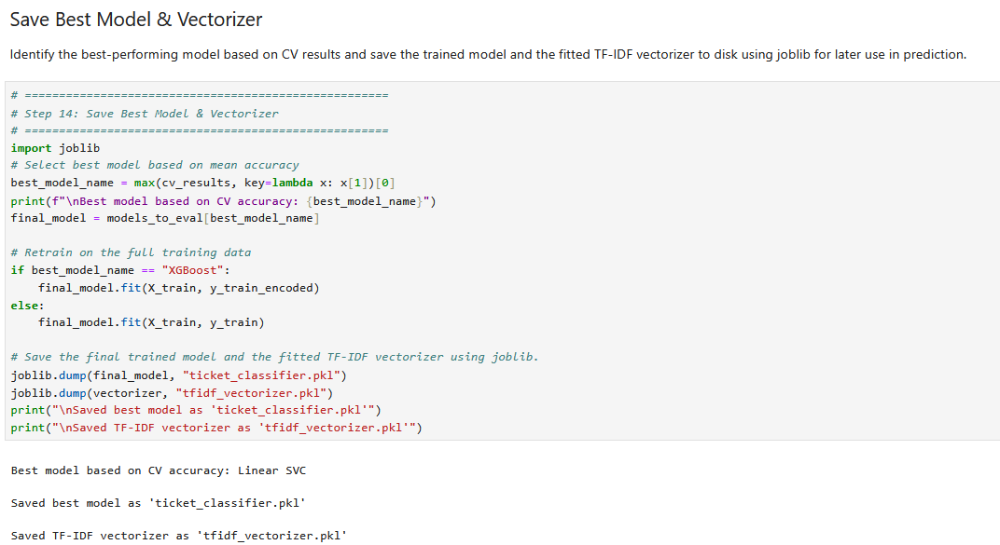 Save Best Model & Vectorizer
Identify the best-performing model based on CV results and save the trained model and the fitted TF-IDF vectorizer to disk using joblib for later use in prediction.
# =====================================================
# Step 14: Save Best Model & Vectorizer
# =====================================================
import joblib
# Select best model based on mean accuracy
best_model_name = max(cv_results, key=lambda x: x[1])[0]
print(f"\nBest model based on CV accuracy: {best_model_name}")
final_model = models_to_eval[best_model_name]
# Retrain on the full training data
if best_model_name == "XGBoost":
    final_model.fit(X_train, y_train_encoded)
else:
    final_model.fit(X_train, y_train)
# Save the final trained model and the fitted TF-IDF vectorizer using joblib.
joblib.dump(final_model, "ticket_classifier.pkl")
joblib.dump(vectorizer, "tfidf_vectorizer.pkl")
print("\nSaved best model as 'ticket_classifier.pkl'")
print("\nSaved TF-IDF vectorizer as 'tfidf_vectorizer.pkl'")
Best model based on CV accuracy: Linear SVC
Saved best model as 'ticket_classifier.pkl'
Saved TF-IDF vectorizer as 'tfidf_vectorizer.pkl'